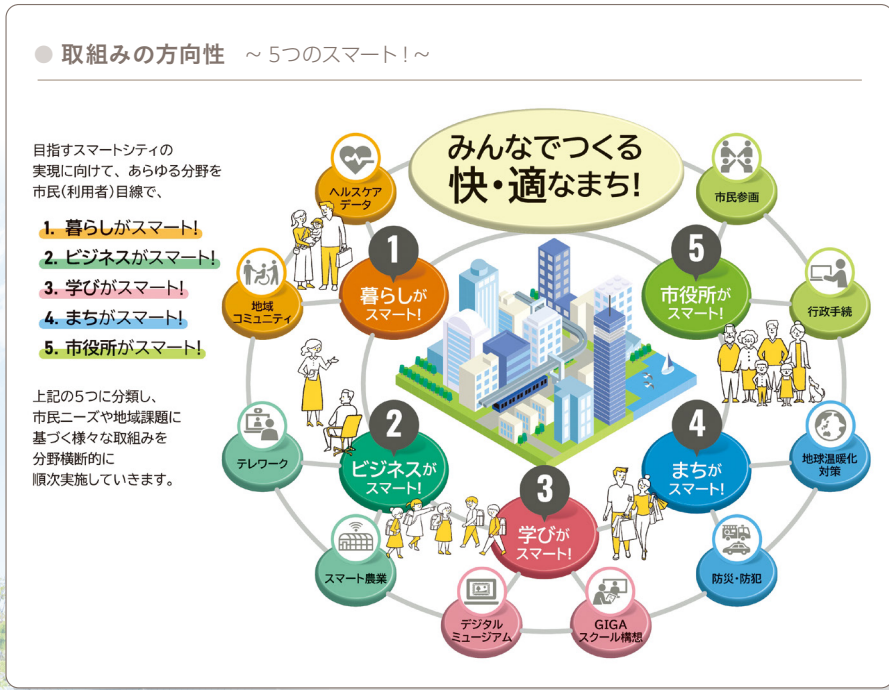 取組みの方向性 ～ 5つのスマート！～
目指すスマートシティの
実現に向けて、あらゆる分野を
市民(利用者)目線で、
1. 暮らしがスマート!
2. ビジネスがスマート!
3. 学びがスマート!
4. まちがスマート!
5. 市役所がスマート!
上記の5つに分類し、
市民ニーズや地域課題に
基づく様々な取組みを
分野横断的に
順次実施していきます。
みんなでつくる
快・適なまち!
1
暮らしが
スマート!
ヘルスケア
データ
地域
コミュニティ
2
ビジネスが
スマート!
テレワーク
スマート農業
3
学びが
スマート!
デジタル
ミュージアム
GIGA
スクール構想
4
まちが
スマート!
防災・防犯
地球温暖化
対策
5
市役所が
スマート!
行政手続
市民参画